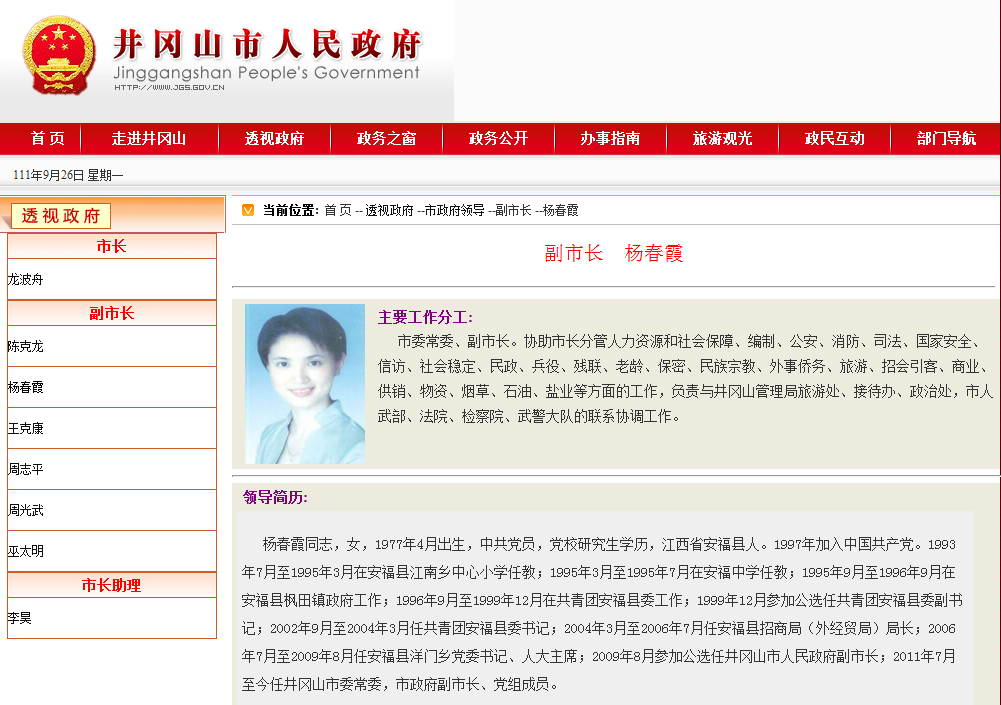 井冈山市人民政府
Jinggangshan People's Government
HTTP://WWW.JGS.GOV.CN
首 页 走进井冈山 透视政府 政务之窗 政务公开 办事指南 旅游观光 政民互动 部门导航
111年9月26日 星期一
透视政府
市长
龙波舟
副市长
陈克龙
杨春霞
王克康
周志平
周光武
巫太明
市长助理
李昊
当前位置: 首 页 -- 透视政府 --市政府领导 --副市长 --杨春霞
副市长 杨春霞
主要工作分工:
市委常委、副市长。协助市长分管人力资源和社会保障、编制、公安、消防、司法、国家安全、
信访、社会稳定、民政、兵役、残联、老龄、保密、民族宗教、外事侨务、旅游、招会引客、商业、
供销、物资、烟草、石油、盐业等方面的工作，负责与井冈山管理局旅游处、接待办、政治处，市人
武部、法院、检察院、武警大队的联系协调工作。
领导简历:
杨春霞同志，女，1977年4月出生，中共党员，党校研究生学历，江西省安福县人。1997年加入中国共产党。1993
年7月至1995年3月在安福县江南乡中心小学任教；1995年3月至1995年7月在安福中学任教；1995年9月至1996年9月在
安福县枫田镇政府工作；1996年9月至1999年12月在共青团安福县委工作；1999年12月参加公选任共青团安福县委副书
记；2002年9月至2004年3月任共青团安福县委书记；2004年3月至2006年7月任安福县招商局（外经贸局）局长；2006
年7月至2009年8月任安福县洋门乡党委书记、人大主席；2009年8月参加公选任井冈山市人民政府副市长；2011年7月
至今任井冈山市委常委，市政府副市长、党组成员。